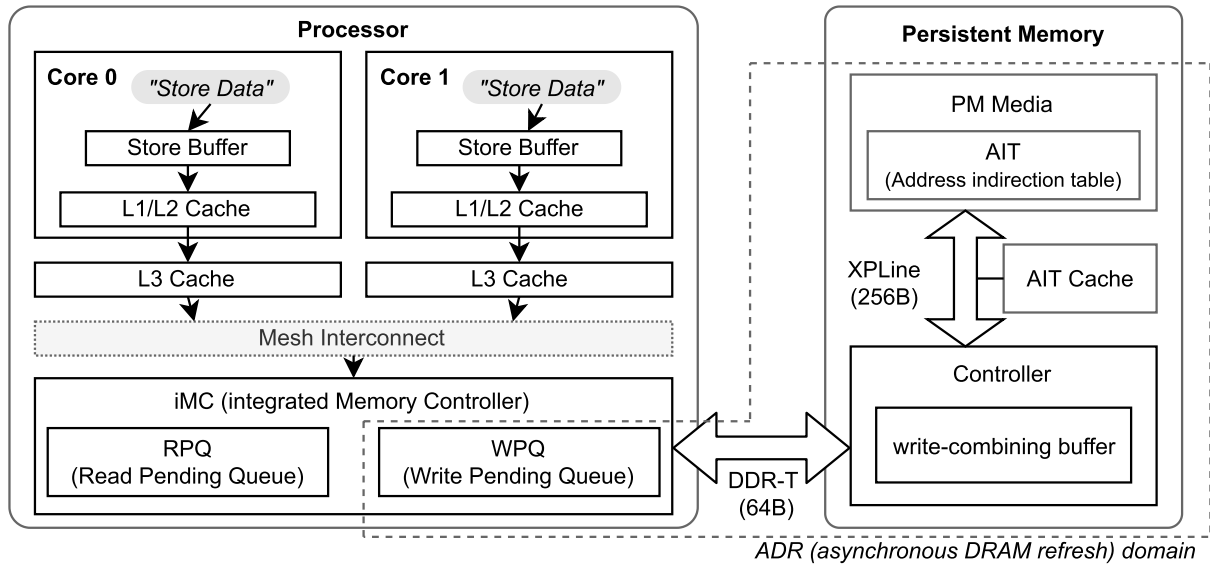 Processor
Core 0
"Store Data"
Store Buffer
L1/L2 Cache
L3 Cache
Core 1
"Store Data"
Store Buffer
L1/L2 Cache
L3 Cache
Mesh Interconnect
iMC (integrated Memory Controller)
RPQ
(Read Pending Queue)
WPQ
(Write Pending Queue)
DDR-T
(64B)
Persistent Memory
PM Media
AIT
(Address indirection table)
XPLine
(256B)
AIT Cache
Controller
write-combining buffer
ADR (asynchronous DRAM refresh) domain